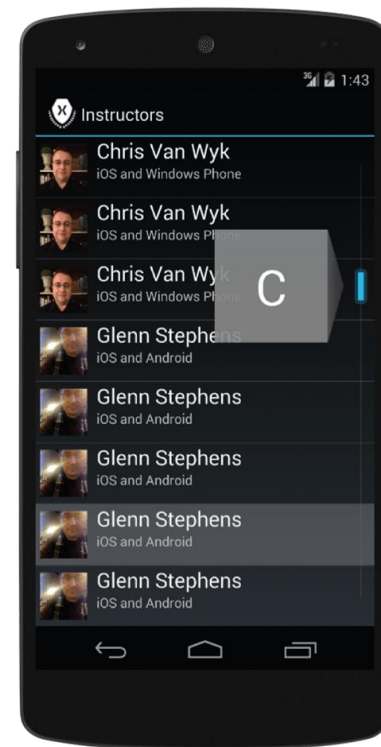 3G 1:43
X Instructors
Chris Van Wyk
iOS and Windows Phone
Chris Van Wyk
iOS and Windows Phone
Chris Van Wyk
iOS and Windows Phone
C
Glenn Stephens
iOS and Android
Glenn Stephens
iOS and Android
Glenn Stephens
iOS and Android
Glenn Stephens
iOS and Android
Glenn Stephens
iOS and Android